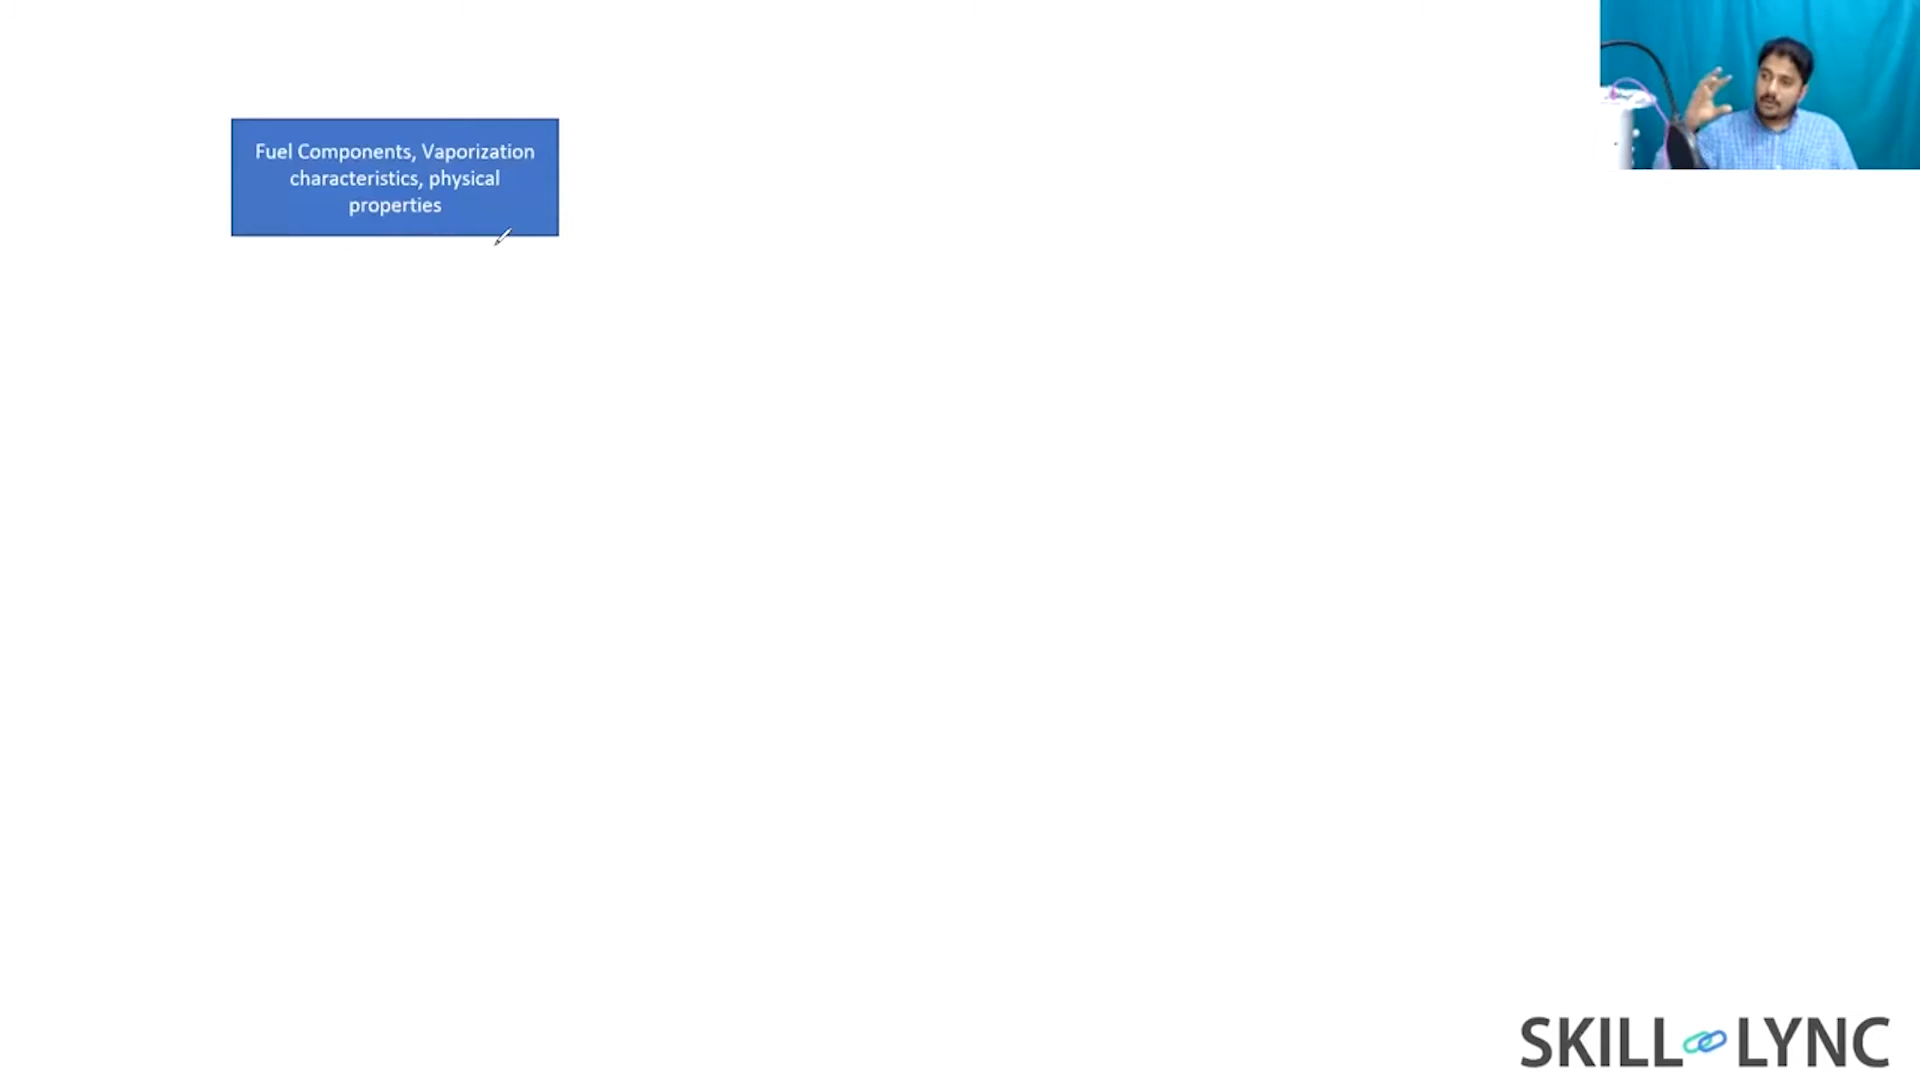 Fuel Components, Vaporization
characteristics, physical
properties
SKILL LYNC